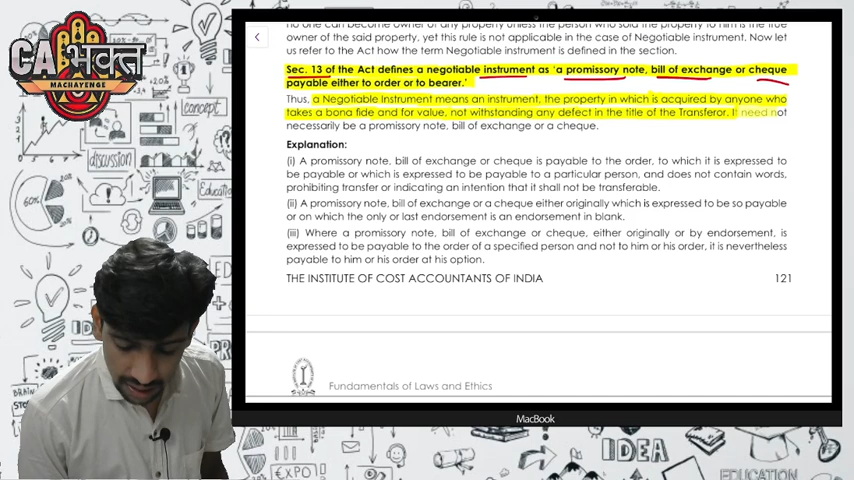 CA भक्त
MACHAYENGE
no one can become owner of any property unless the person who sold the property to him is the true
owner of the said property, yet this rule is not applicable in the case of Negotiable instrument. Now let
us refer to the Act how the term Negotiable instrument is defined in the section.
Sec. 13 of the Act defines a negotiable instrument as 'a promissory note, bill of exchange or cheque
payable either to order or to bearer.'
Thus, a Negotiable Instrument means an instrument, the property in which is acquired by anyone who
takes a bona fide and for value, not withstanding any defect in the title of the Transferor. It need not
necessarily be a promissory note, bill of exchange or a cheque.
Explanation:
(i) A promissory note, bill of exchange or cheque is payable to the order, to which it is expressed to
be payable or which is expressed to be payable to a particular person, and does not contain words,
prohibiting transfer or indicating an intention that it shall not be transferable.
(ii) A promissory note, bill of exchange or a cheque either originally which is expressed to be so payable
or on which the only or last endorsement is an endorsement in blank.
(iii) Where a promissory note, bill of exchange or cheque, either originally or by endorsement, is
expressed to be payable to the order of a specified person and not to him or his order, it is nevertheless
payable to him or his order at his option.
THE INSTITUTE OF COST ACCOUNTANTS OF INDIA 121
Fundamentals of Laws and Ethics
MacBook
concept
discussion
Education
60%
20%
BRAIN
EXPO
IDEA
EDUCATION